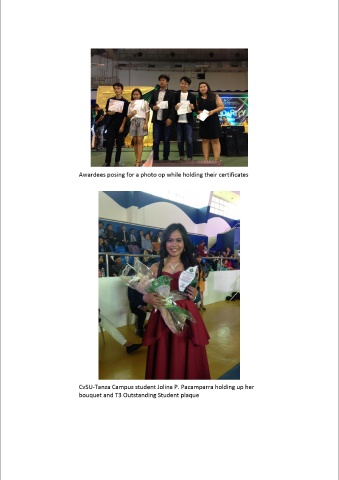 Awardees posing for a photo op while holding their certificates
CvSU-Tanza Campus student Jolina P. Pacamparra holding up her
bouquet and T3 Outstanding Student plaque